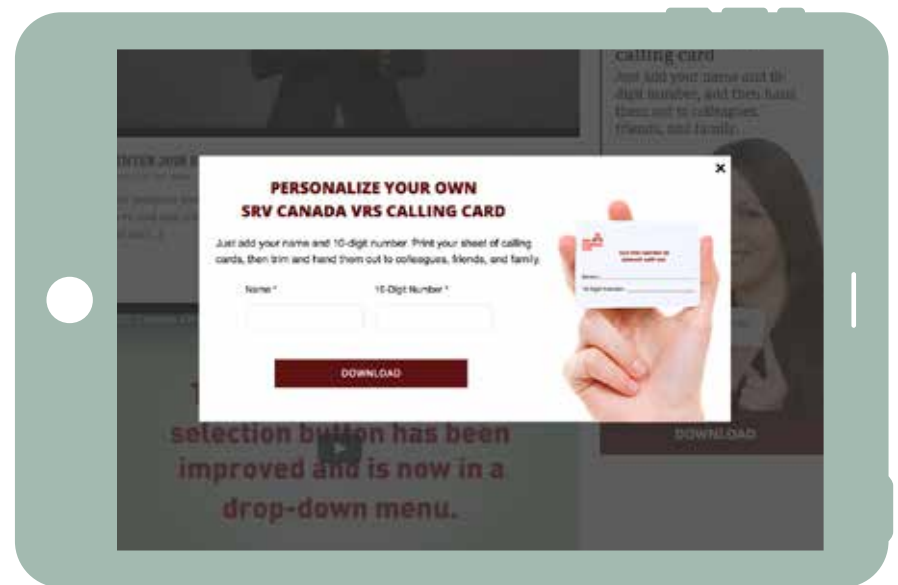 calling card
Just add your name and 10-
digit number, and then hand
them out to colleagues,
friends, and family.
PERSONALIZE YOUR OWN
SRV CANADA VRS CALLING CARD
Just add your name and 10-digit number. Print your sheet of calling
cards, then trim and hand them out to colleagues, friends, and family.
Name *
10-Digit Number *
DOWNLOAD
selection button has been
improved and is now in a
drop-down menu.
DOWNLOAD